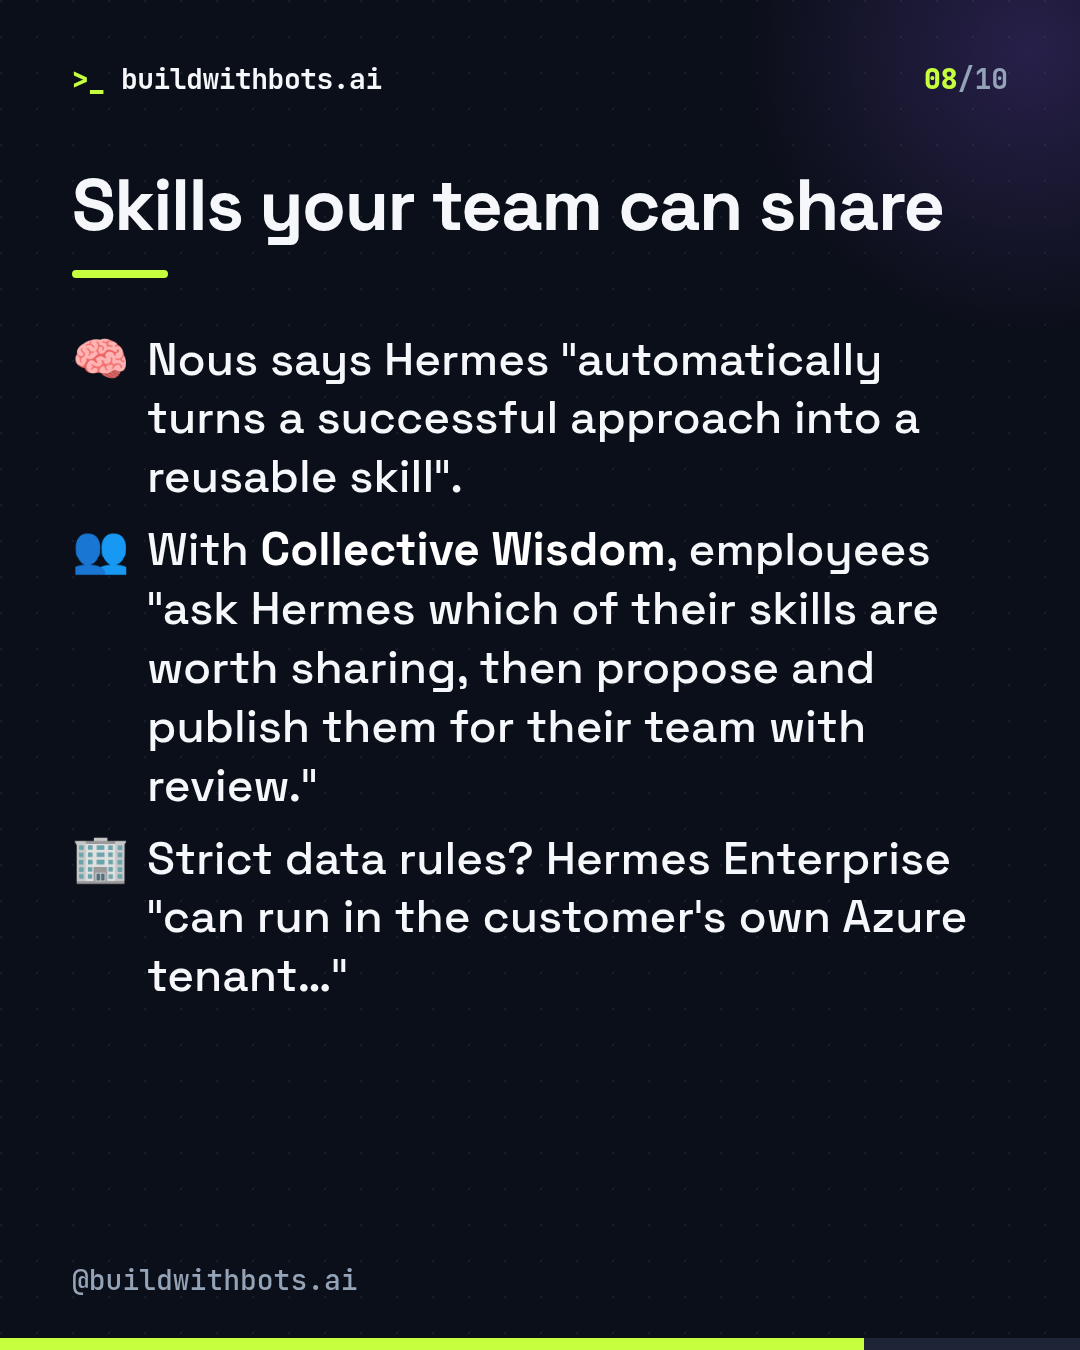 >_ buildwithbots.ai
08/10
Skills your team can share
🧠 Nous says Hermes "automatically
turns a successful approach into a
reusable skill".
👥 With Collective Wisdom, employees
"ask Hermes which of their skills are
worth sharing, then propose and
publish them for their team with
review."
🏢 Strict data rules? Hermes Enterprise
"can run in the customer's own Azure
tenant..."
@buildwithbots.ai